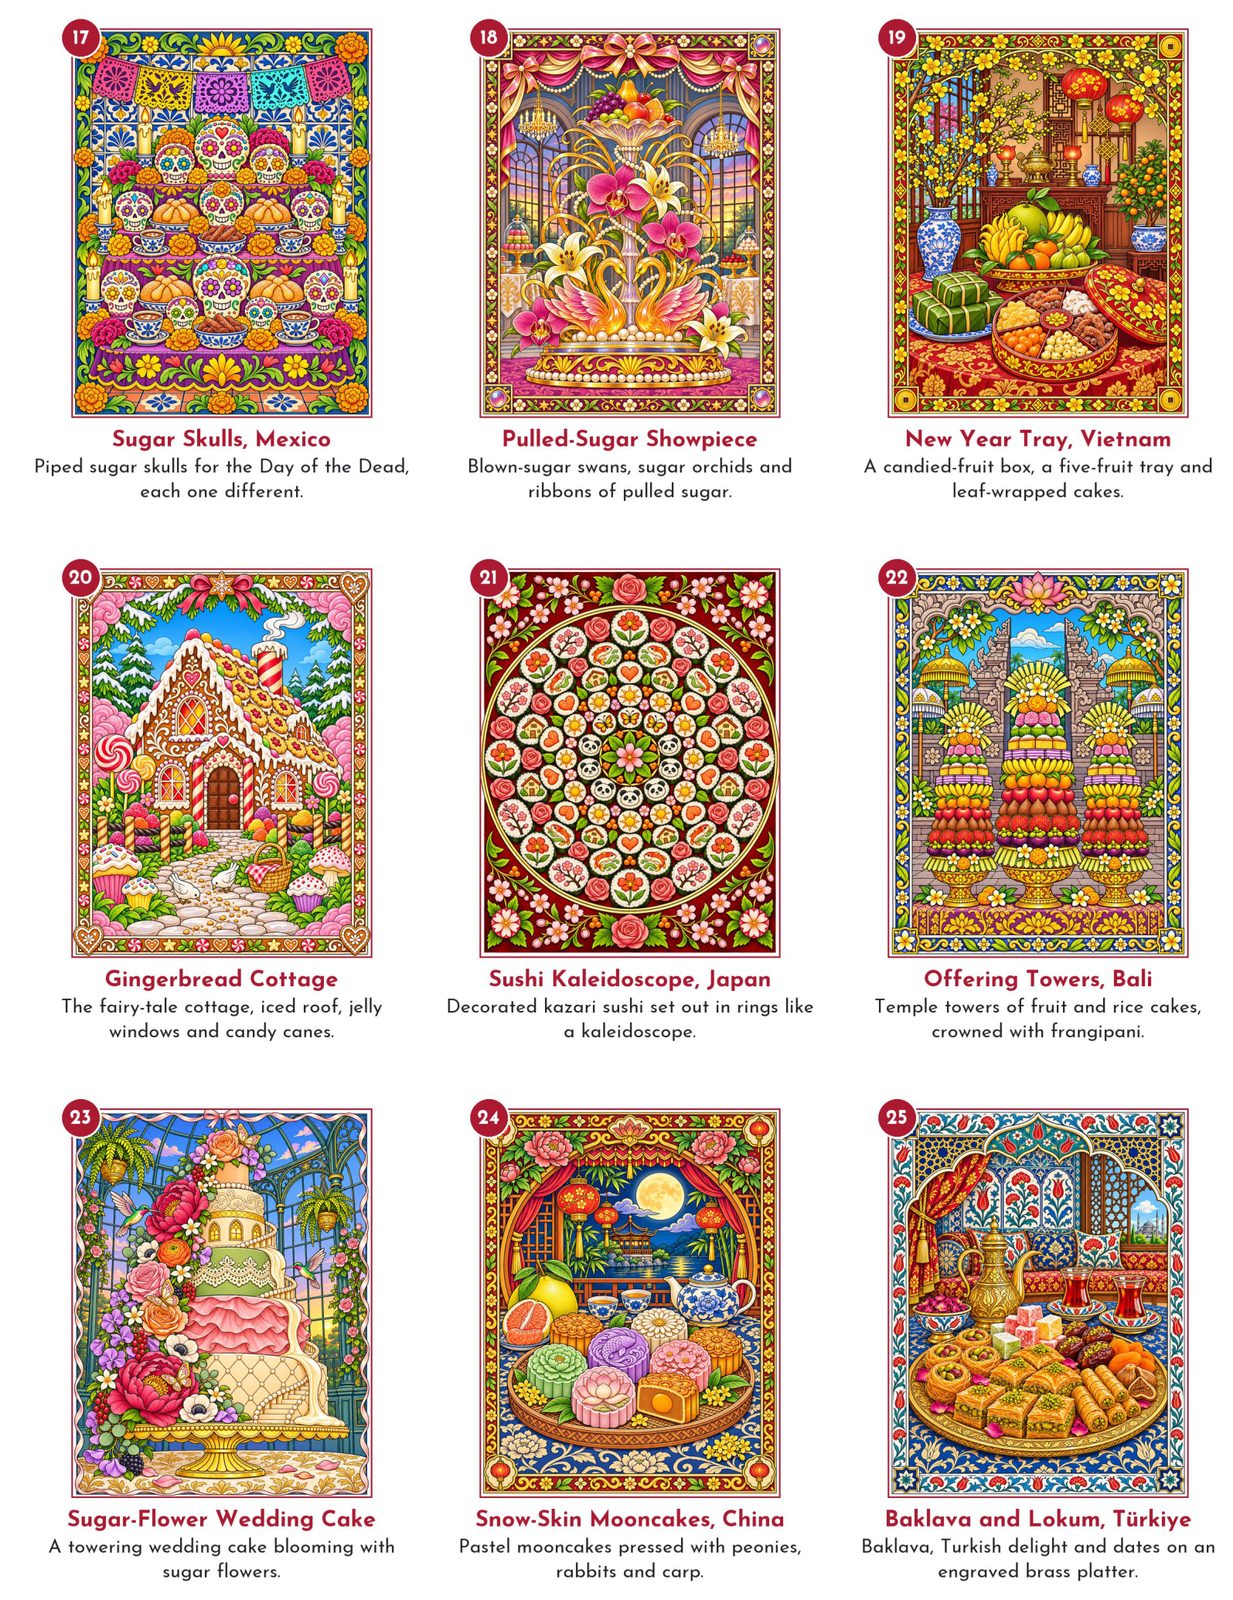 17
18
19
Sugar Skulls, Mexico
Piped sugar skulls for the Day of the Dead,
each one different.
Pulled-Sugar Showpiece
Blown-sugar swans, sugar orchids and
ribbons of pulled sugar.
New Year Tray, Vietnam
A candied-fruit box, a five-fruit tray and
leaf-wrapped cakes.
20
21
22
Gingerbread Cottage
The fairy-tale cottage, iced roof, jelly
windows and candy canes.
Sushi Kaleidoscope, Japan
Decorated kazari sushi set out in rings like
a kaleidoscope.
Offering Towers, Bali
Temple towers of fruit and rice cakes,
crowned with frangipani.
23
24
25
Sugar-Flower Wedding Cake
A towering wedding cake blooming with
sugar flowers.
Snow-Skin Mooncakes, China
Pastel mooncakes pressed with peonies,
rabbits and carp.
Baklava and Lokum, Türkiye
Baklava, Turkish delight and dates on an
engraved brass platter.